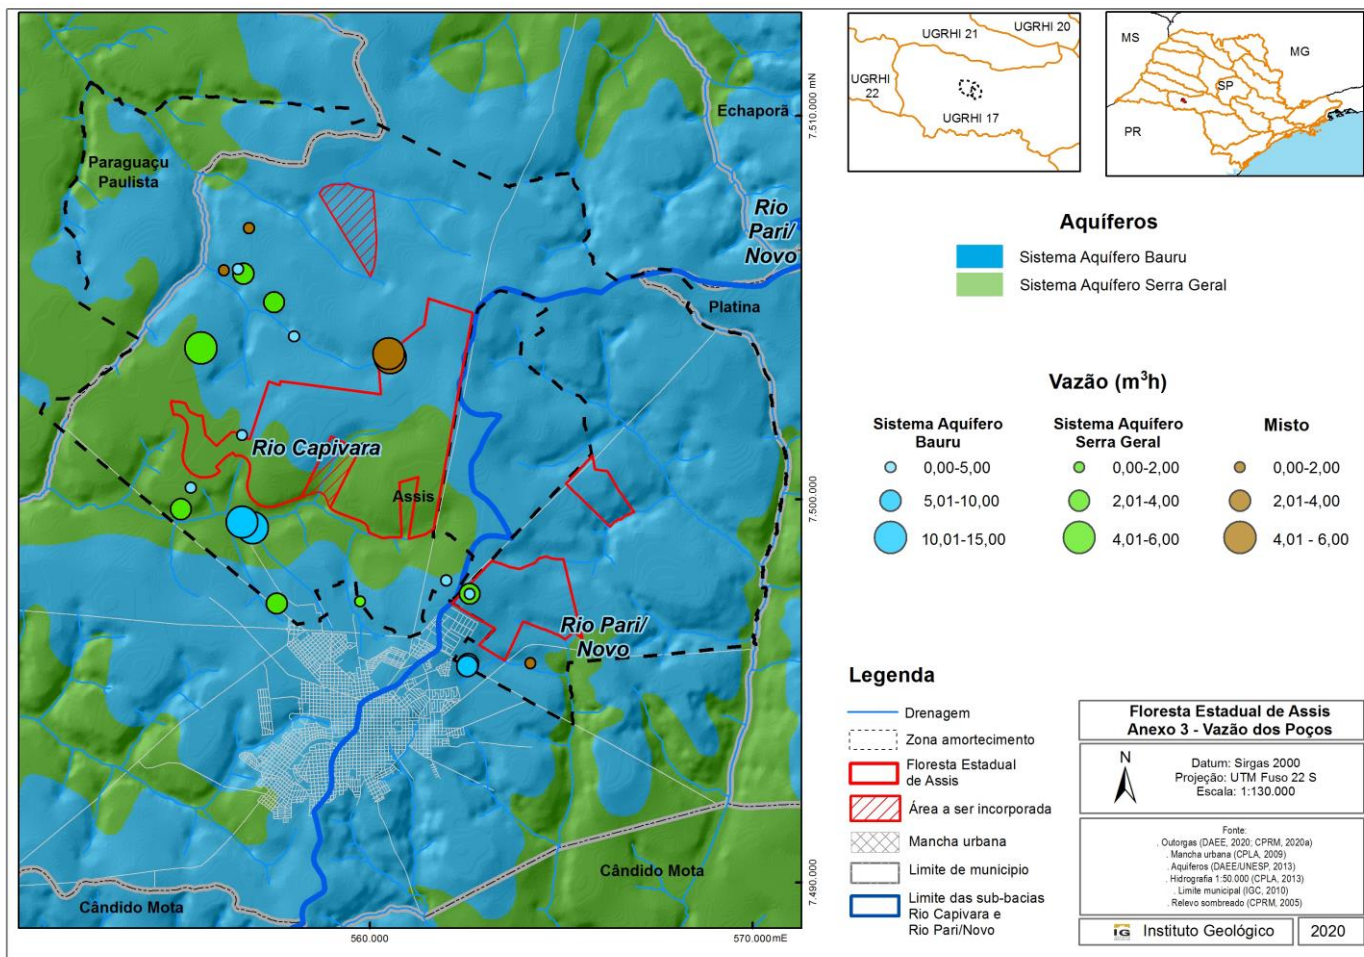 Paraguaçu
Paulista
Echaporã
Rio
Pari/
Novo
Platina
Rio Capivara
Assis
Rio Pari/
Novo
Cândido Mota
Cândido Mota
7.510.000 mN
7.500.000
7.490.000
560.000
570.000mE
UGRHI 21
UGRHI 20
UGRHI
22
UGRHI 17
MS
MG
SP
PR
Aquíferos
Sistema Aquífero Bauru
Sistema Aquífero Serra Geral
Vazão (m³h)
Sistema Aquífero
Bauru
0,00-5,00
5,01-10,00
10,01-15,00
Sistema Aquífero
Serra Geral
0,00-2,00
2,01-4,00
4,01-6,00
Misto
0,00-2,00
2,01-4,00
4,01 - 6,00
Legenda
Drenagem
Zona amortecimento
Floresta Estadual
de Assis
Área a ser incorporada
Mancha urbana
Limite de municipio
Limite das sub-bacias
Rio Capivara e
Rio Pari/Novo
Floresta Estadual de Assis
Anexo 3 - Vazão dos Poços
N
Datum: Sirgas 2000
Projeção: UTM Fuso 22 S
Escala: 1:130.000
Fonte:
. Outorgas (DAEE, 2020; CPRM, 2020a)
. Mancha urbana (CPLA, 2009)
. Aquiferos (DAEE/UNESP, 2013)
. Hidrografia 1:50.000 (CPLA, 2013)
. Limite municipal (IGC, 2010)
. Relevo sombreado (CPRM, 2005)
IG
Instituto Geológico
2020